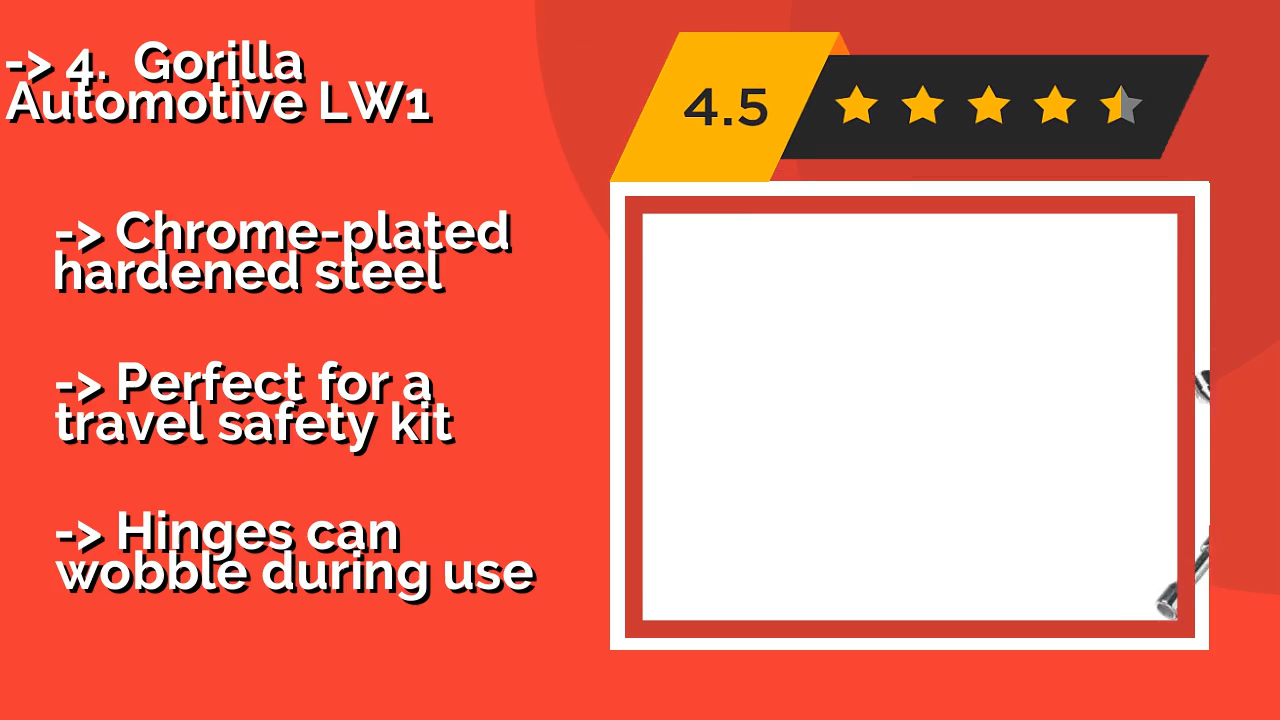 -> 4.  Gorilla
Automotive LW1
4.5
-> Chrome-plated
hardened steel
-> Perfect for a
travel safety kit
-> Hinges can
wobble during use